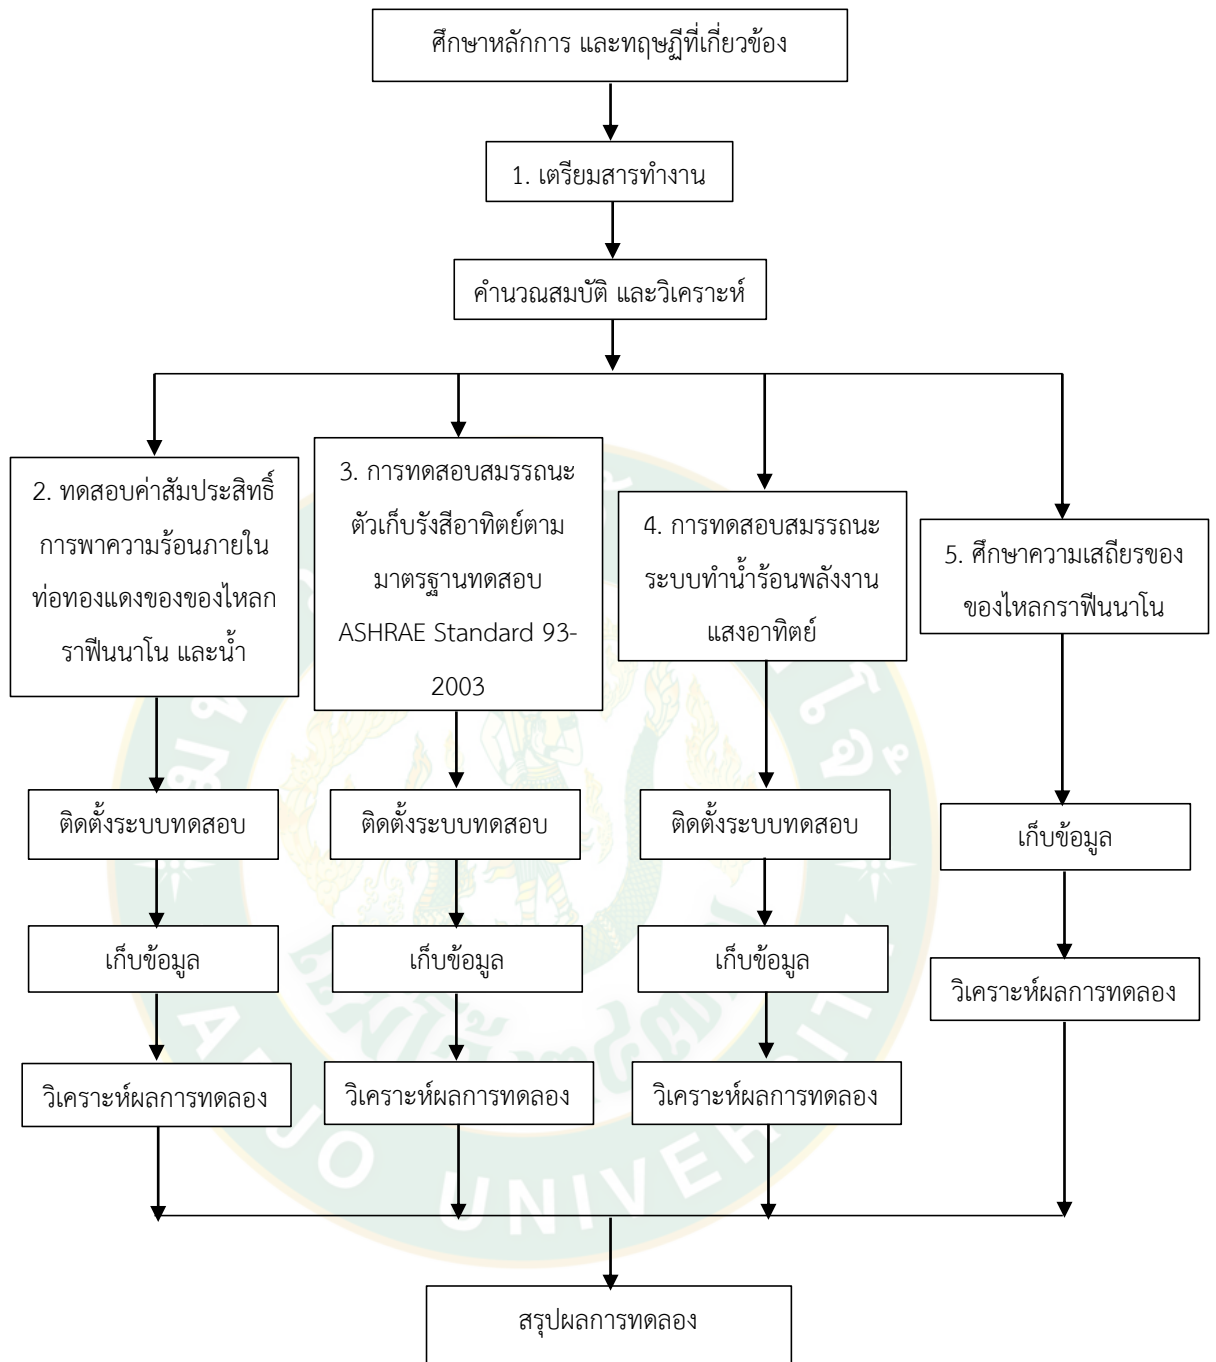 ศึกษาหลักการ และทฤษฏีที่เกี่ยวข้อง
1. เตรียมสารทำงาน
คำนวณสมบัติ และวิเคราะห์
2. ทดสอบค่าสัมประสิทธิ์
การพาความร้อนภายใน
ท่อทองแดงของของไหลก
ราฟีนนาโน และน้ำ
3. การทดสอบสมรรถนะ
ตัวเก็บรังสีอาทิตย์ตาม
มาตรฐานทดสอบ
ASHRAE Standard 93-
2003
4. การทดสอบสมรรถนะ
ระบบทำน้ำร้อนพลังงาน
แสงอาทิตย์
5. ศึกษาความเสถียรของ
ของไหลกราฟีนนาโน
ติดตั้งระบบทดสอบ
ติดตั้งระบบทดสอบ
ติดตั้งระบบทดสอบ
เก็บข้อมูล
เก็บข้อมูล
เก็บข้อมูล
เก็บข้อมูล
วิเคราะห์ผลการทดลอง
วิเคราะห์ผลการทดลอง
วิเคราะห์ผลการทดลอง
วิเคราะห์ผลการทดลอง
สรุปผลการทดลอง